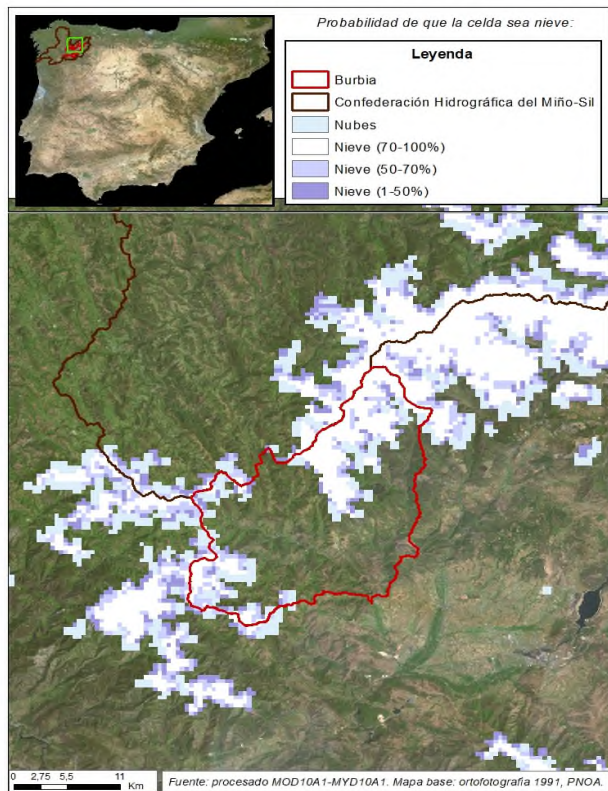 Probabilidad de que la celda sea nieve:
Leyenda
Burbia
Confederación Hidrográfica del Miño-Sil
Nubes
Nieve (70-100%)
Nieve (50-70%)
Nieve (1-50%)
0 2,75 5,5 11
Km
Fuente: procesado MOD10A1-MYD10A1. Mapa base: ortofotografía 1991, PNOA.